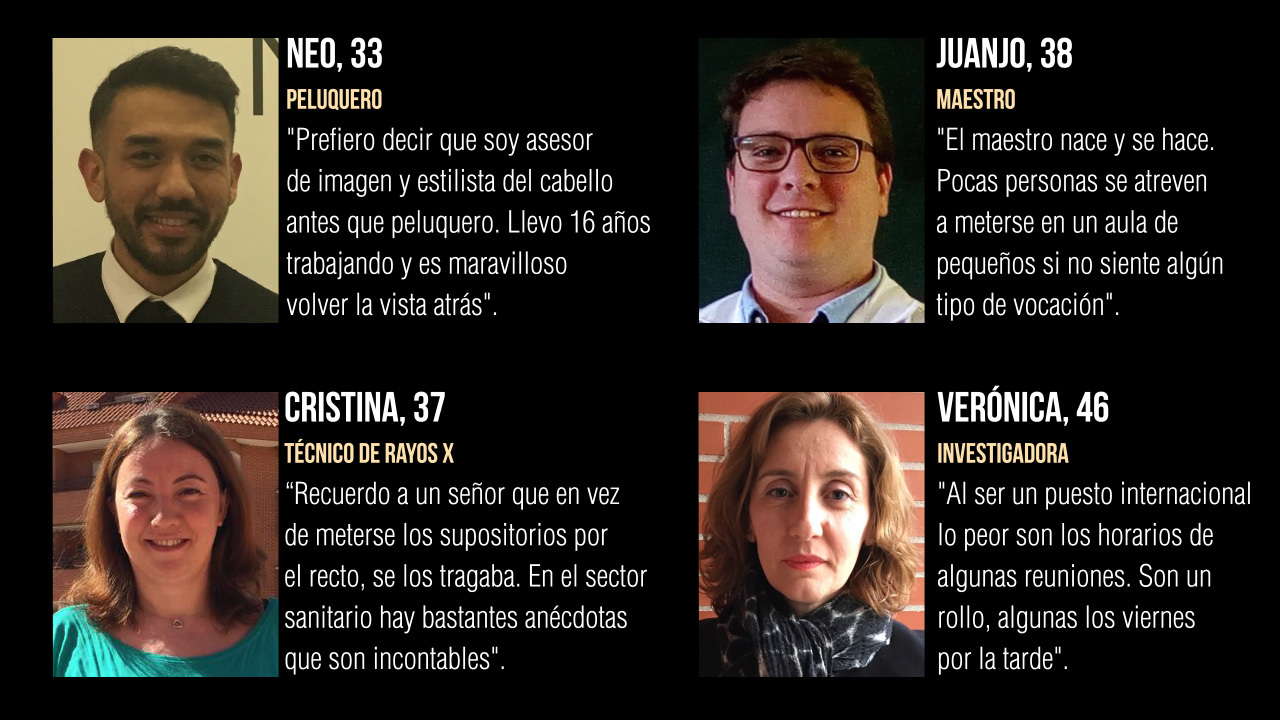 NEO, 33
PELUQUERO
"Prefiero decir que soy asesor
de imagen y estilista del cabello
antes que peluquero. Llevo 16 años
trabajando y es maravilloso
volver la vista atrás".
JUANJO, 38
MAESTRO
"El maestro nace y se hace.
Pocas personas se atreven
a meterse en un aula de
pequeños si no siente algún
tipo de vocación".
CRISTINA, 37
TÉCNICO DE RAYOS X
“Recuerdo a un señor que en vez
de meterse los supositorios por
el recto, se los tragaba. En el sector
sanitario hay bastantes anécdotas
que son incontables".
VERÓNICA, 46
INVESTIGADORA
"Al ser un puesto internacional
lo peor son los horarios de
algunas reuniones. Son un
rollo, algunas los viernes
por la tarde".